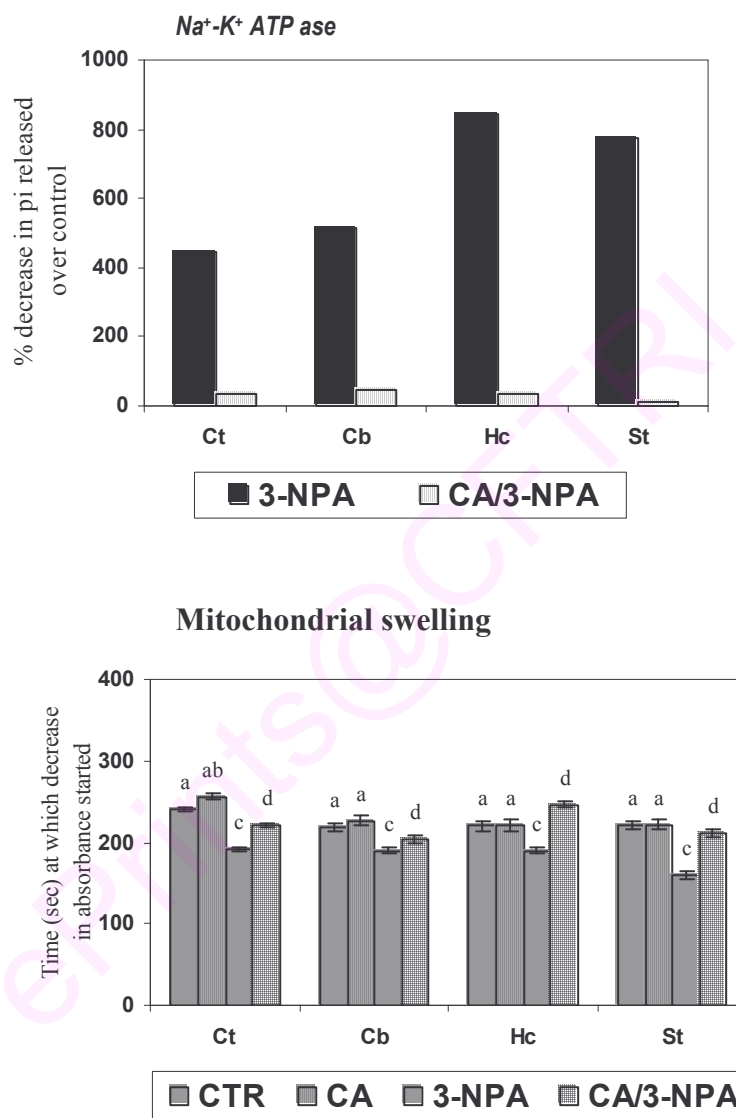 Na⁺-K⁺ ATP ase
1000
800
600
400
200
0
% decrease in pi released
over control
Ct Cb Hc St
3-NPA CA/3-NPA
Mitochondrial swelling
400
300
200
100
0
Time (sec) at which decrease
in absorbance started
a ab c d a a c d a a c d a a c d
Ct Cb Hc St
CTR CA 3-NPA CA/3-NPA
ePrints@CFTRI